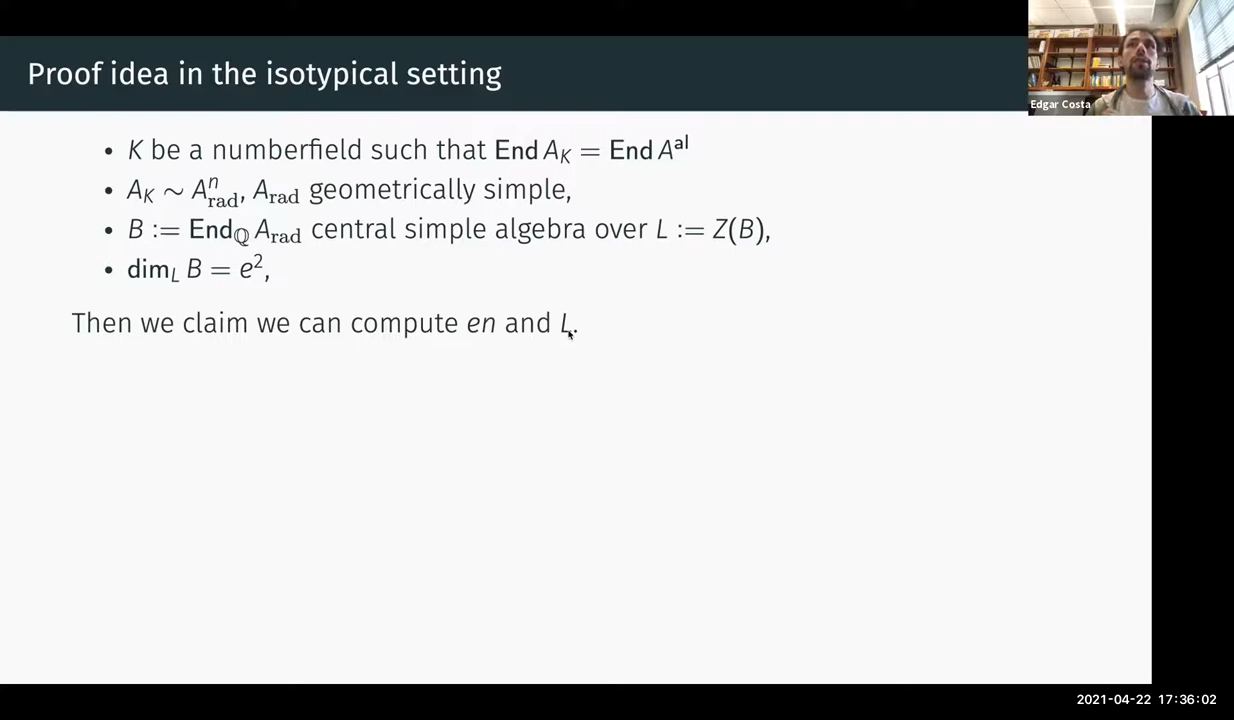 Proof idea in the isotypical setting
Edgar Costa
• K be a numberfield such that End A_K = End A^al
• A_K ∼ A^n_rad, A_rad geometrically simple,
• B := End_ℚ A_rad central simple algebra over L := Z(B),
• dim_L B = e²,
Then we claim we can compute en and L.
2021-04-22 17:36:02